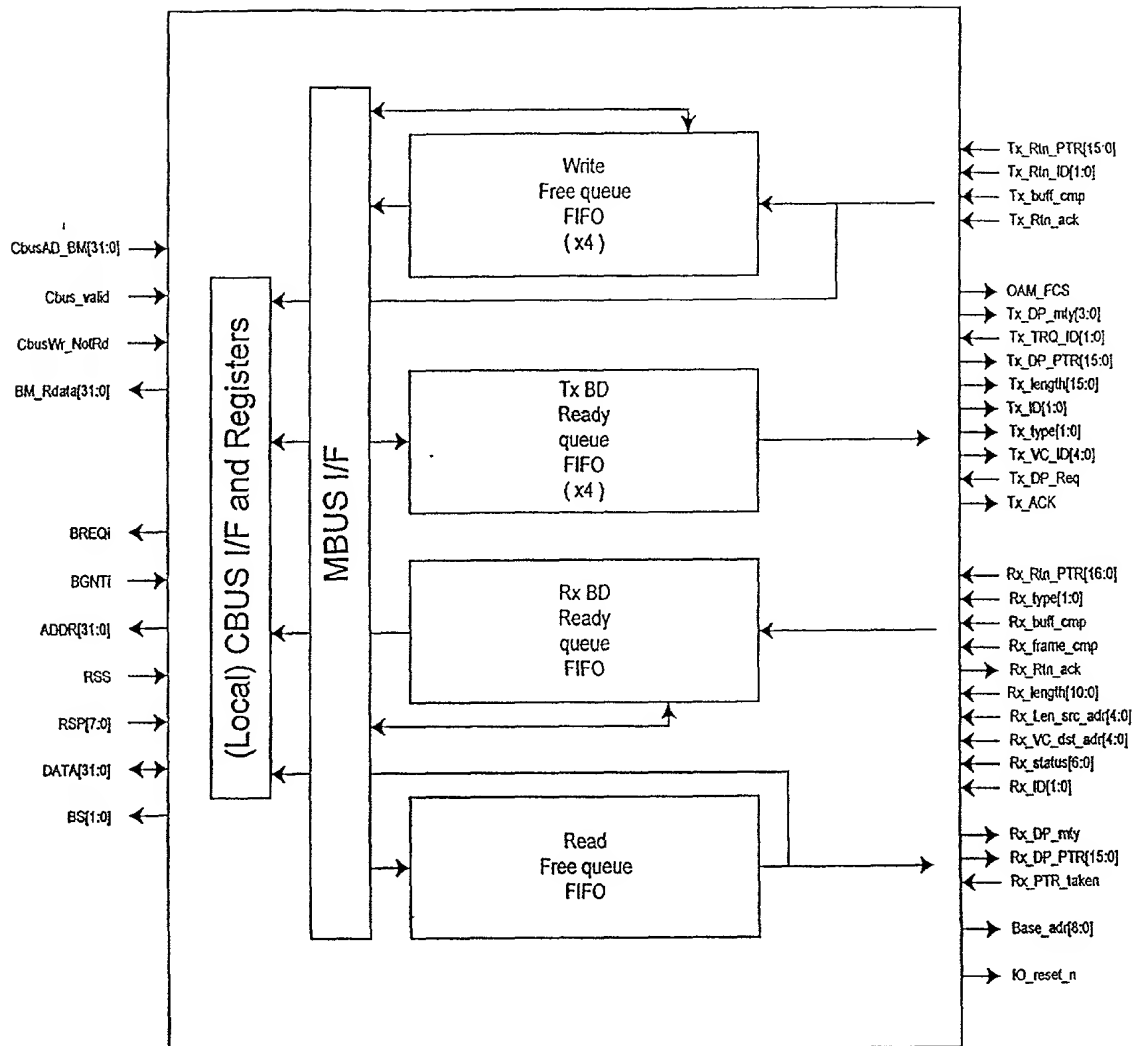 CbusAD_BM[31:0]
Cbus_valid
CbusWr_NotRd
BM_Rdata[31:0]
BREQi
BGNTi
ADDR[31:0]
RSS
RSP[7:0]
DATA[31:0]
BS[1:0]
(Local) CBUS I/F and Registers
MBUS I/F
Write
Free queue
FIFO
( x4 )
Tx BD
Ready
queue
FIFO
( x4 )
Rx BD
Ready
queue
FIFO
Read
Free queue
FIFO
Tx_Rtn_PTR[15:0]
Tx_Rtn_ID[1:0]
Tx_buff_cmp
Tx_Rtn_ack
OAM_FCS
Tx_DP_mty[3:0]
Tx_TRQ_ID[1:0]
Tx_DP_PTR[15:0]
Tx_length[15:0]
Tx_ID[1:0]
Tx_type[1:0]
Tx_VC_ID[4:0]
Tx_DP_Req
Tx_ACK
Rx_Rtn_PTR[16:0]
Rx_type[1:0]
Rx_buff_cmp
Rx_frame_cmp
Rx_Rtn_ack
Rx_length[10:0]
Rx_Len_src_adr[4:0]
Rx_VC_dst_adr[4:0]
Rx_status[6:0]
Rx_ID[1:0]
Rx_DP_mty
Rx_DP_PTR[15:0]
Rx_PTR_taken
Base_adr[8:0]
IO_reset_n